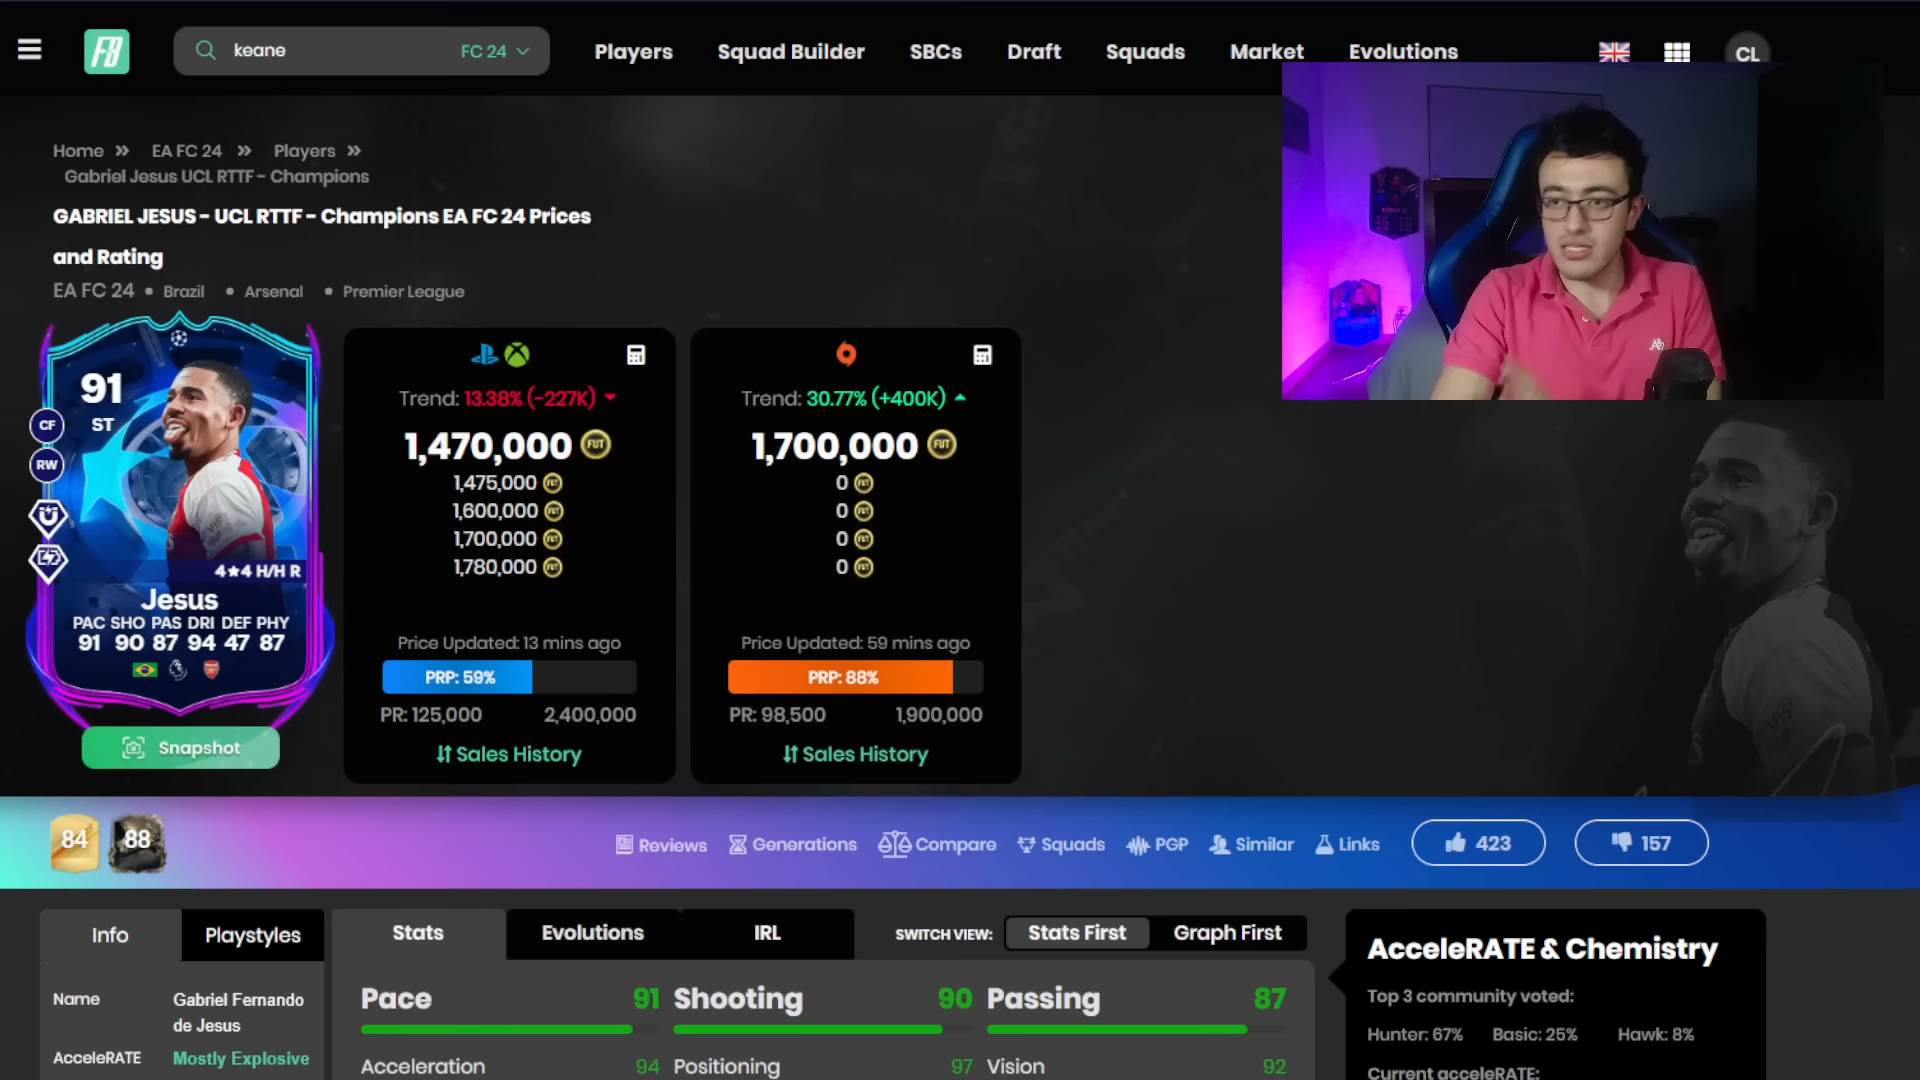 keane
FC 24
Players
Squad Builder
SBCs
Draft
Squads
Market
Evolutions
CL
Home » EA FC 24 » Players »
Gabriel Jesus UCL RTTF - Champions
GABRIEL JESUS - UCL RTTF - Champions EA FC 24 Prices
and Rating
EA FC 24 • Brazil • Arsenal • Premier League
91
ST
CF
RW
4★4 H/H R
Jesus
PAC SHO PAS DRI DEF PHY
91 90 87 94 47 87
Snapshot
Trend: 13.38% (-227K)
1,470,000
1,475,000
1,600,000
1,700,000
1,780,000
Price Updated: 13 mins ago
PRP: 59%
PR: 125,000 2,400,000
Sales History
Trend: 30.77% (+400K)
1,700,000
0
0
0
0
Price Updated: 59 mins ago
PRP: 88%
PR: 98,500 1,900,000
Sales History
84
88
Reviews
Generations
Compare
Squads
PGP
Similar
Links
423
157
Info
Playstyles
Name
Gabriel Fernando
de Jesus
AcceleRATE
Mostly Explosive
Stats
Evolutions
IRL
SWITCH VIEW:
Stats First
Graph First
Pace 91
Acceleration 94
Shooting 90
Positioning 97
Passing 87
Vision 92
AcceleRATE & Chemistry
Top 3 community voted:
Hunter: 67% Basic: 25% Hawk: 8%
Current acceleRATE: